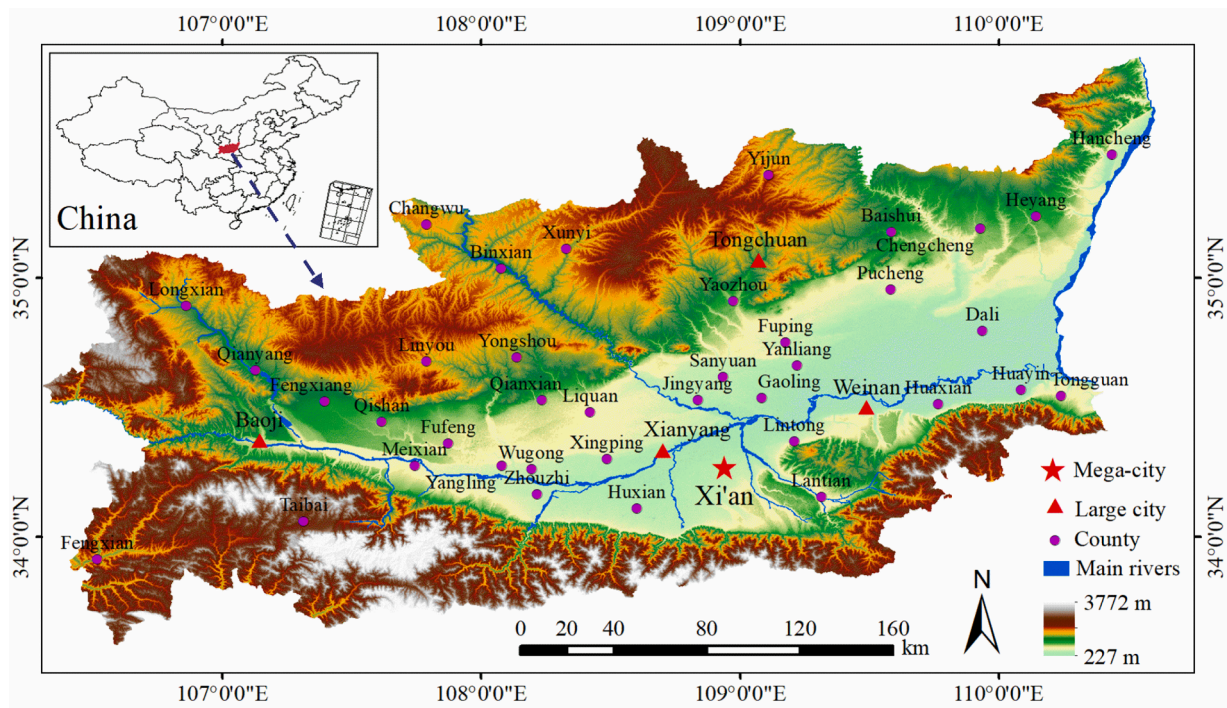 107°0'0"E 108°0'0"E 109°0'0"E 110°0'0"E
China
35°0'0"N
34°0'0"N
35°0'0"N
34°0'0"N
Hancheng
Yijun
Heyang
Changwu
Baishui
Xunyi
Tongchuan
Chengcheng
Binxian
Pucheng
Yaozhou
Longxian
Dali
Fuping
Yanliang
Linyou
Yongshou
Qianyang
Sanyuan
Fengxiang
Qianxian
Jingyang
Gaoling
Weinan
Huaxian
Huayin
Tongguan
Liquan
Qishan
Baoji
Fufeng
Xianyang
Lintong
Xingping
Meixian
Wugong
Yangling
Zhouzhi
Lantian
Huxian
Xi'an
Taibai
Fengxian
Mega-city
Large city
County
Main rivers
3772 m
227 m
N
0 20 40 80 120 160
km
107°0'0"E 108°0'0"E 109°0'0"E 110°0'0"E